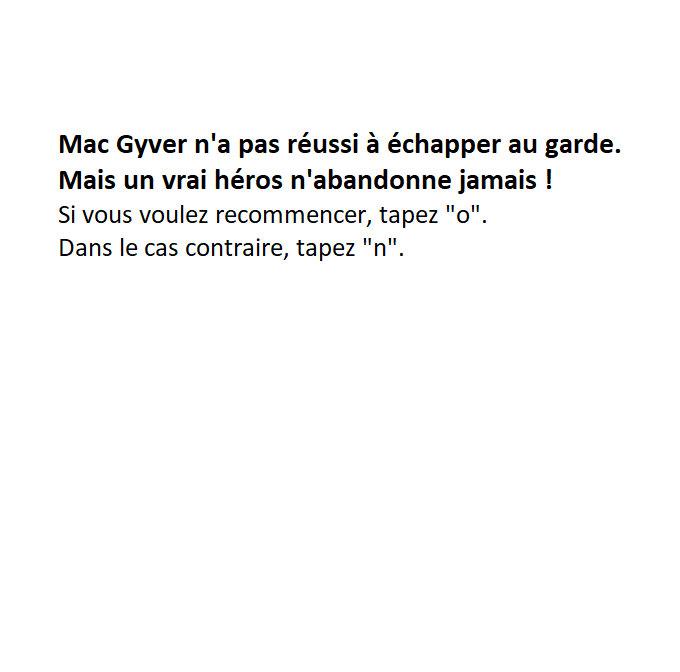 Mac Gyver n'a pas réussi à échapper au garde.
Mais un vrai héros n'abandonne jamais !
Si vous voulez recommencer, tapez "o".
Dans le cas contraire, tapez "n".